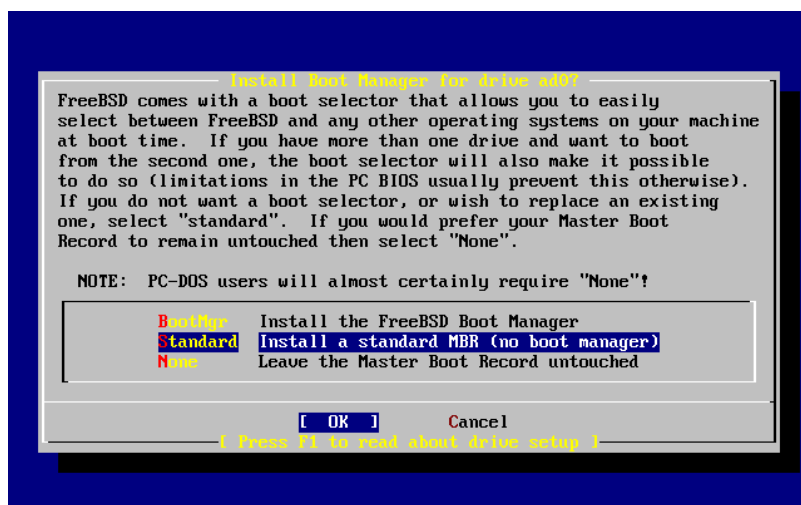 Install Boot Manager for drive ad0?
FreeBSD comes with a boot selector that allows you to easily
select between FreeBSD and any other operating systems on your machine
at boot time.  If you have more than one drive and want to boot
from the second one, the boot selector will also make it possible
to do so (limitations in the PC BIOS usually prevent this otherwise).
If you do not want a boot selector, or wish to replace an existing
one, select "standard".  If you would prefer your Master Boot
Record to remain untouched then select "None".
NOTE:  PC-DOS users will almost certainly require "None"!
BootMgr   Install the FreeBSD Boot Manager
Standard  Install a standard MBR (no boot manager)
None      Leave the Master Boot Record untouched
[  OK  ]       Cancel
[ Press F1 to read about drive setup ]